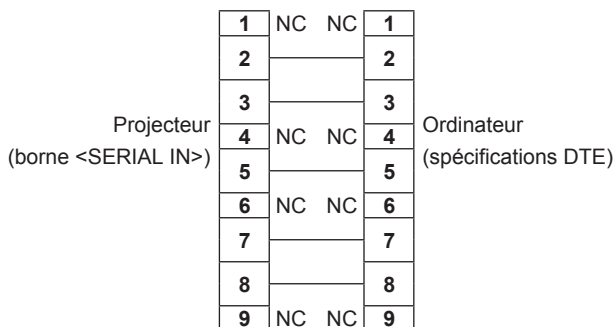 1 NC NC 1
2 2
3 3
Projecteur
(borne <SERIAL IN>)
4 NC NC 4
Ordinateur
(spécifications DTE)
5 5
6 NC NC 6
7 7
8 8
9 NC NC 9